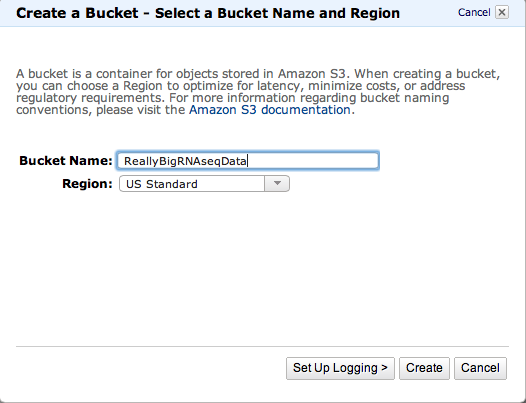 Create a Bucket - Select a Bucket Name and Region
Cancel
A bucket is a container for objects stored in Amazon S3. When creating a bucket,
you can choose a Region to optimize for latency, minimize costs, or address
regulatory requirements. For more information regarding bucket naming
conventions, please visit the Amazon S3 documentation.
Bucket Name: ReallyBigRNAseqData
Region: US Standard
Set Up Logging > Create Cancel